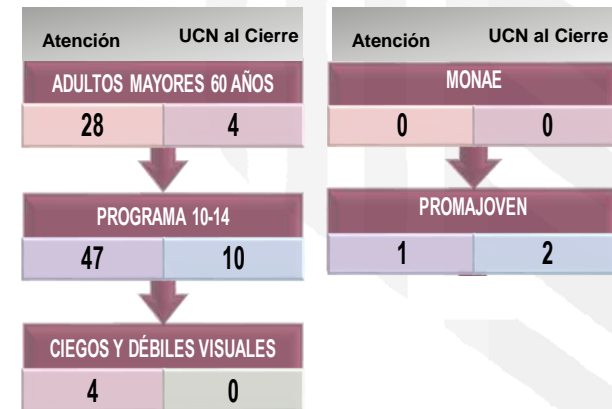 Atención UCN al Cierre
ADULTOS MAYORES 60 AÑOS
28 4
PROGRAMA 10-14
47 10
CIEGOS Y DÉBILES VISUALES
4 0
Atención UCN al Cierre
MONAE
0 0
PROMAJOVEN
1 2